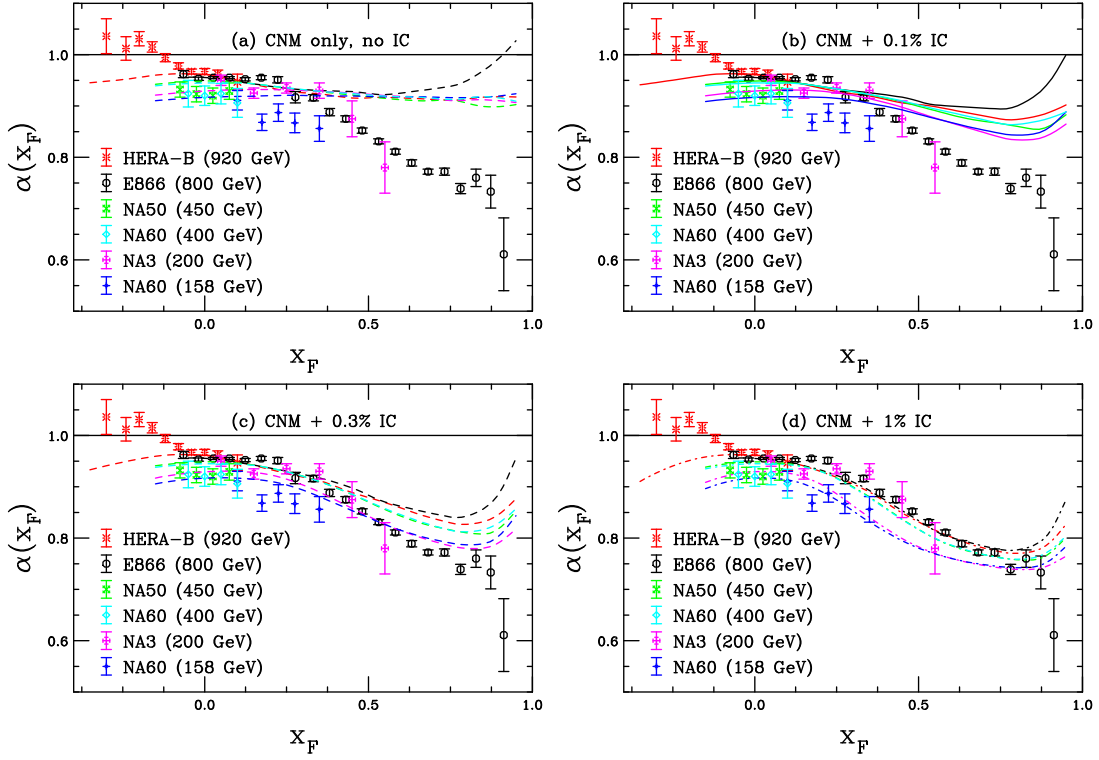 (a) CNM only, no IC
1.0
0.8
0.6
α(x_F)
HERA-B (920 GeV)
E866 (800 GeV)
NA50 (450 GeV)
NA60 (400 GeV)
NA3 (200 GeV)
NA60 (158 GeV)
0.0 0.5 1.0
x_F
(b) CNM + 0.1% IC
1.0
0.8
0.6
α(x_F)
HERA-B (920 GeV)
E866 (800 GeV)
NA50 (450 GeV)
NA60 (400 GeV)
NA3 (200 GeV)
NA60 (158 GeV)
0.0 0.5 1.0
x_F
(c) CNM + 0.3% IC
1.0
0.8
0.6
α(x_F)
HERA-B (920 GeV)
E866 (800 GeV)
NA50 (450 GeV)
NA60 (400 GeV)
NA3 (200 GeV)
NA60 (158 GeV)
0.0 0.5 1.0
x_F
(d) CNM + 1% IC
1.0
0.8
0.6
α(x_F)
HERA-B (920 GeV)
E866 (800 GeV)
NA50 (450 GeV)
NA60 (400 GeV)
NA3 (200 GeV)
NA60 (158 GeV)
0.0 0.5 1.0
x_F